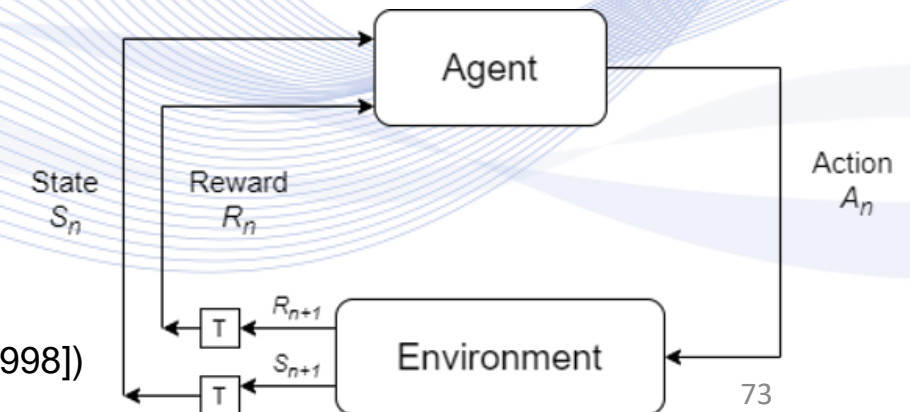 Agent
State
Sn
Reward
Rn
Action
An
Rn+1
T
Environment
Sn+1
T
998])
73